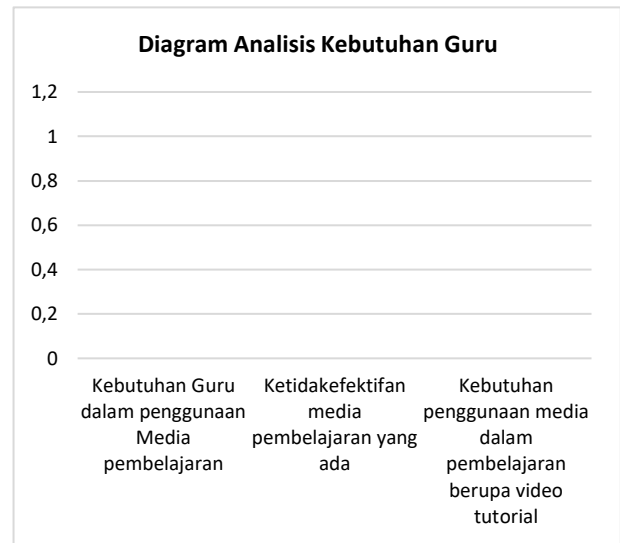 Diagram Analisis Kebutuhan Guru
1,2
1
0,8
0,6
0,4
0,2
0
Kebutuhan Guru
dalam penggunaan
Media
pembelajaran
Ketidakefektifan
media
pembelajaran yang
ada
Kebutuhan
penggunaan media
dalam
pembelajaran
berupa video
tutorial